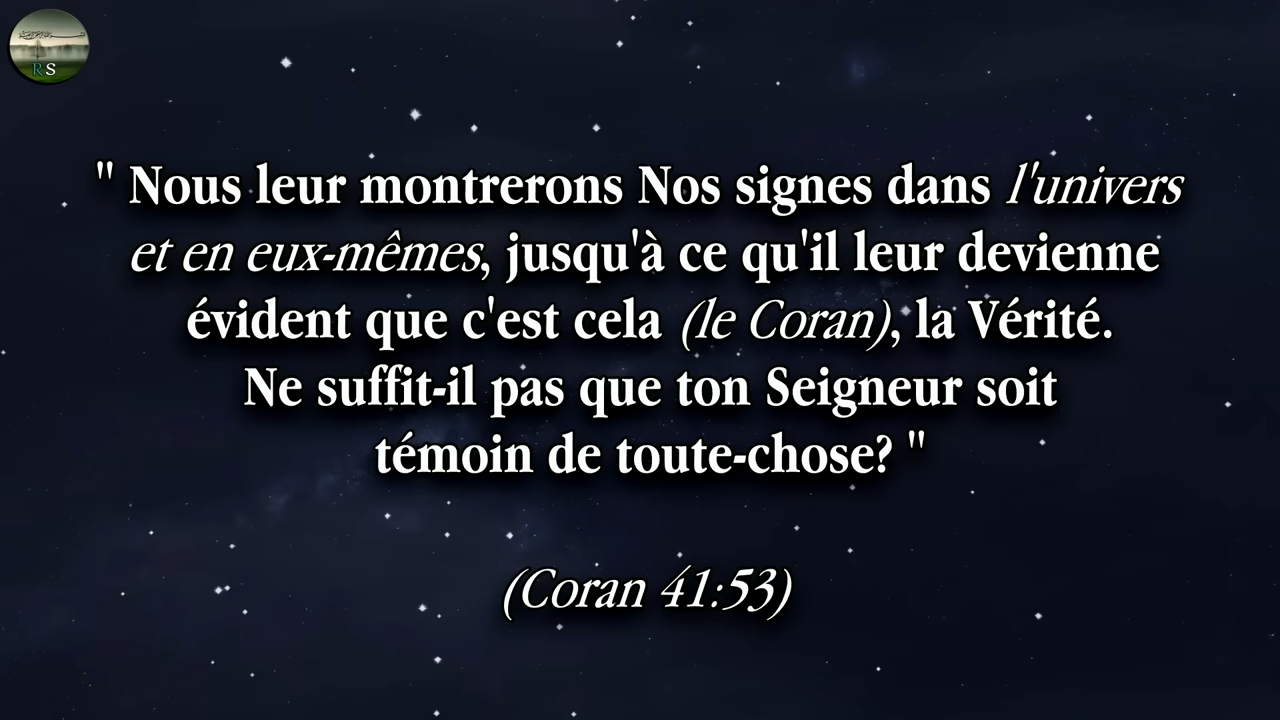 RS
" Nous leur montrerons Nos signes dans l'univers
et en eux-mêmes, jusqu'à ce qu'il leur devienne
évident que c'est cela (le Coran), la Vérité.
Ne suffit-il pas que ton Seigneur soit
témoin de toute-chose? "
(Coran 41:53)